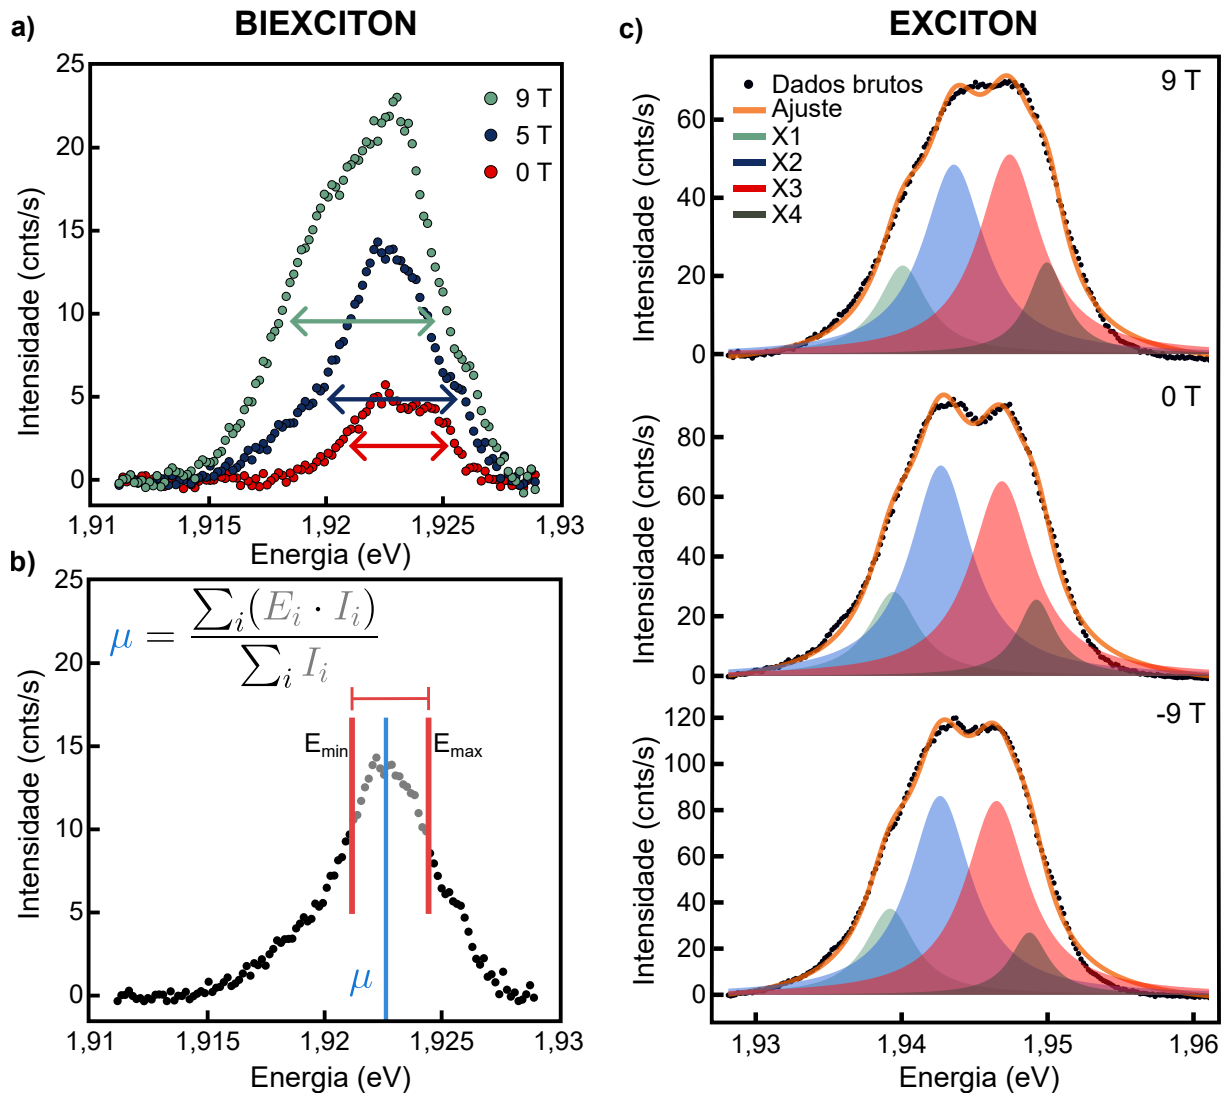 a)
BIEXCITON
25
20
15
10
5
0
Intensidade (cnts/s)
9 T
5 T
0 T
1,91
1,915
1,92
1,925
1,93
Energia (eV)
b)
25
20
15
10
5
0
Intensidade (cnts/s)
μ = ∑i(Ei · Ii) / ∑i Ii
Emin
Emax
μ
1,91
1,915
1,92
1,925
1,93
Energia (eV)
c)
EXCITON
9 T
Dados brutos
Ajuste
X1
X2
X3
X4
60
40
20
0
Intensidade (cnts/s)
0 T
80
60
40
20
0
Intensidade (cnts/s)
-9 T
120
100
80
60
40
20
0
Intensidade (cnts/s)
1,93
1,94
1,95
1,96
Energia (eV)